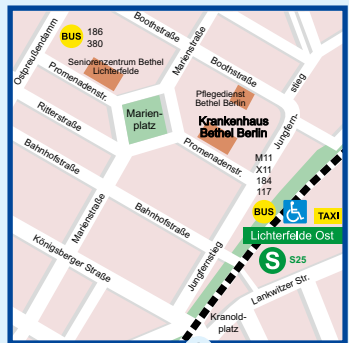 Ostpreußendamm
BUS
186
380
Boothstraße
Marienstraße
Seniorenzentrum Bethel
Lichterfelde
Promenadenstr.
Boothstraße
Jungfern-
stieg
Pflegedienst
Bethel Berlin
Ritterstraße
Marien-
platz
Krankenhaus
Bethel Berlin
Bahnhofstraße
Promenadenstr.
M11
X11
184
117
BUS
TAXI
Marienstraße
Bahnhofstraße
Lichterfelde Ost
S
S25
Königsberger Straße
Jungfernstieg
Lankwitzer Str.
Kranold-
platz